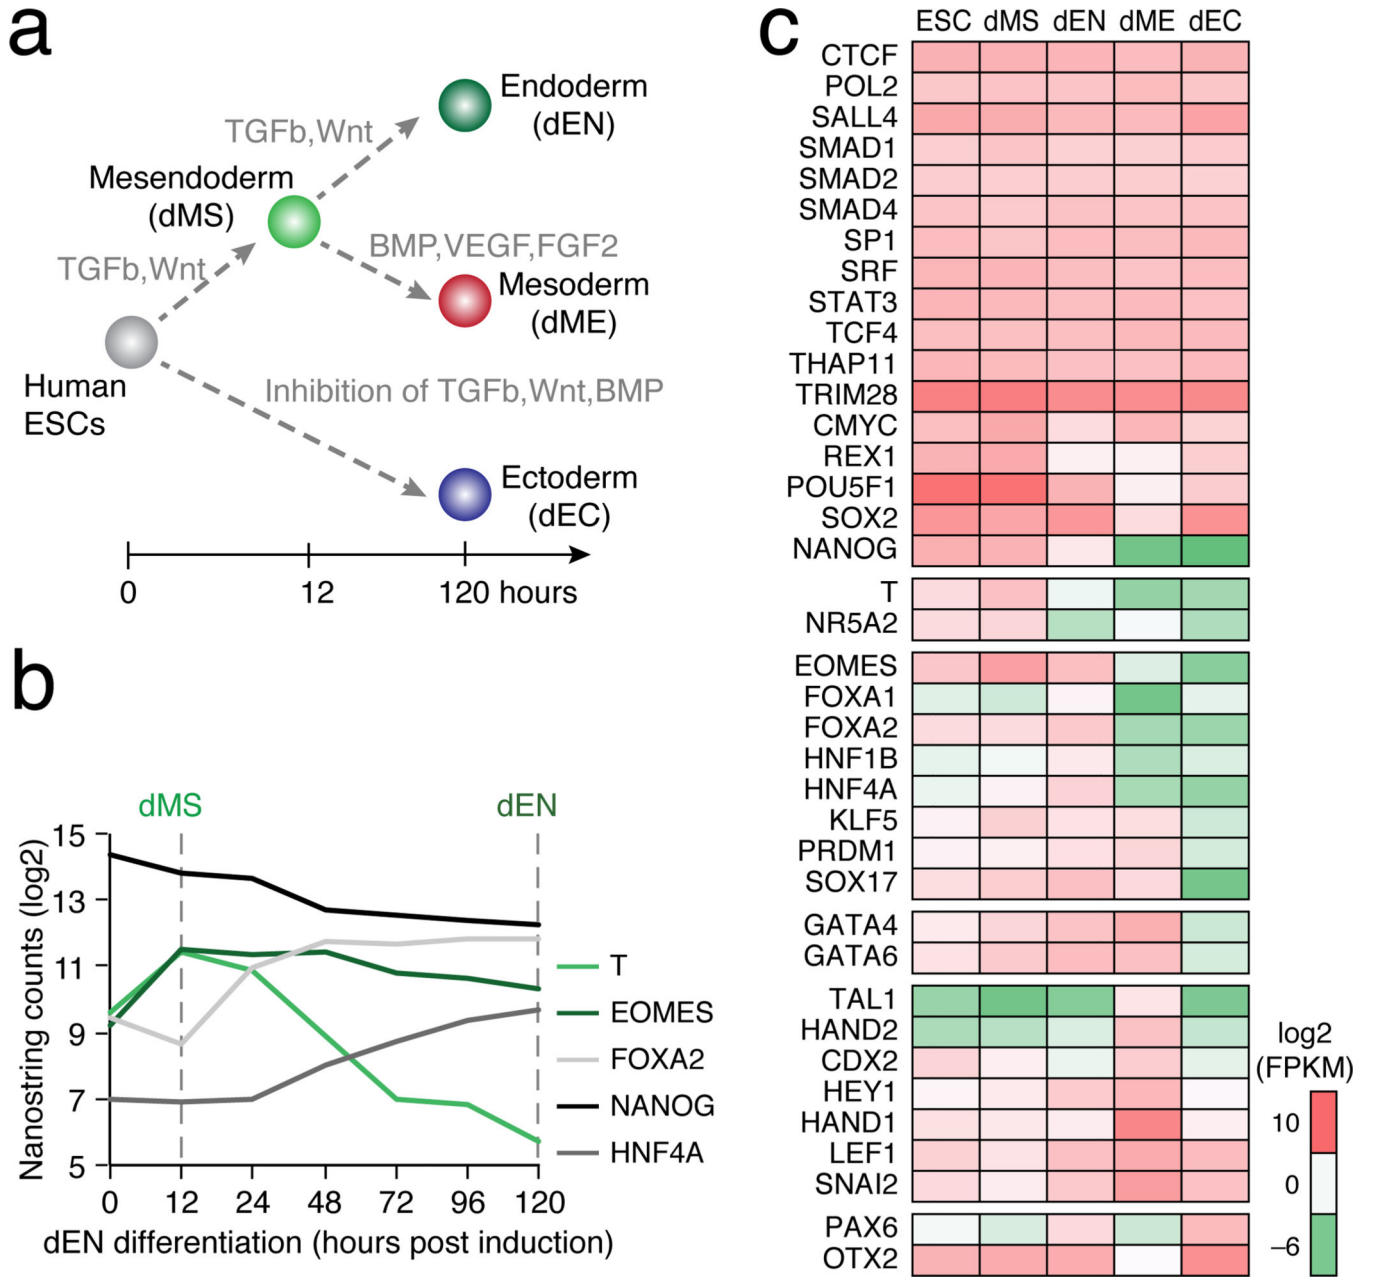 a
Endoderm
(dEN)
TGFb,Wnt
Mesendoderm
(dMS)
BMP,VEGF,FGF2
TGFb,Wnt
Mesoderm
(dME)
Human
ESCs
Inhibition of TGFb,Wnt,BMP
Ectoderm
(dEC)
0 12 120 hours
b
dMS dEN
Nanostring counts (log2)
15
13
11
9
7
5
0 12 24 48 72 96 120
dEN differentiation (hours post induction)
T
EOMES
FOXA2
NANOG
HNF4A
c
ESC dMS dEN dME dEC
CTCF
POL2
SALL4
SMAD1
SMAD2
SMAD4
SP1
SRF
STAT3
TCF4
THAP11
TRIM28
CMYC
REX1
POU5F1
SOX2
NANOG
T
NR5A2
EOMES
FOXA1
FOXA2
HNF1B
HNF4A
KLF5
PRDM1
SOX17
GATA4
GATA6
TAL1
HAND2
CDX2
HEY1
HAND1
LEF1
SNAI2
PAX6
OTX2
log2
(FPKM)
10
0
–6